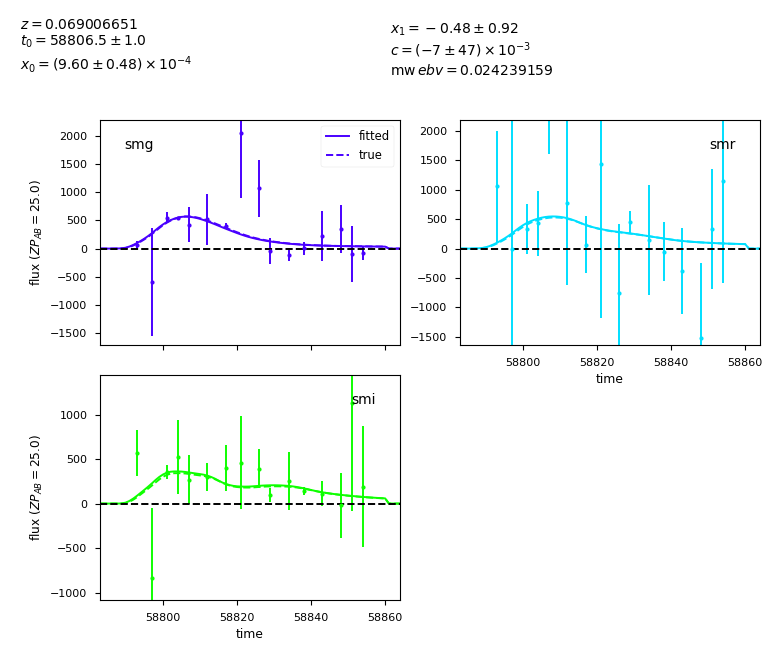 z = 0.069006651
t₀ = 58806.5 ± 1.0
x₀ = (9.60 ± 0.48) × 10⁻⁴
x₁ = −0.48 ± 0.92
c = (−7 ± 47) × 10⁻³
mw ebv = 0.024239159
smg
fitted
true
2000
1500
1000
500
0
−500
−1000
−1500
flux (ZP_AB = 25.0)
smr
2000
1500
1000
500
0
−500
−1000
−1500
58800 58820 58840 58860
time
smi
1000
500
0
−500
−1000
flux (ZP_AB = 25.0)
58800 58820 58840 58860
time